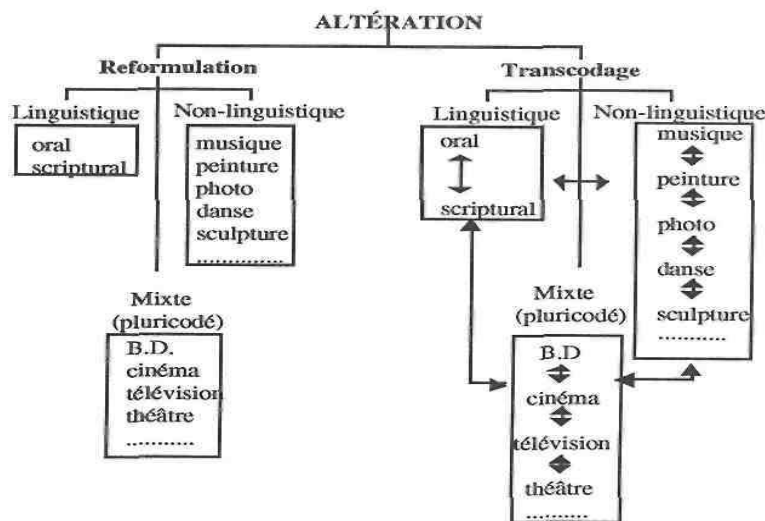 ALTÉRATION
Reformulation
Linguistique
oral
scriptural
Non-linguistique
musique
peinture
photo
danse
sculpture
..............
Mixte
(pluricodé)
B.D.
cinéma
télévision
théâtre
...........
Transcodage
Linguistique
oral
scriptural
Non-linguistique
musique
peinture
photo
danse
sculpture
...........
Mixte
(pluricodé)
B.D
cinéma
télévision
théâtre
...........